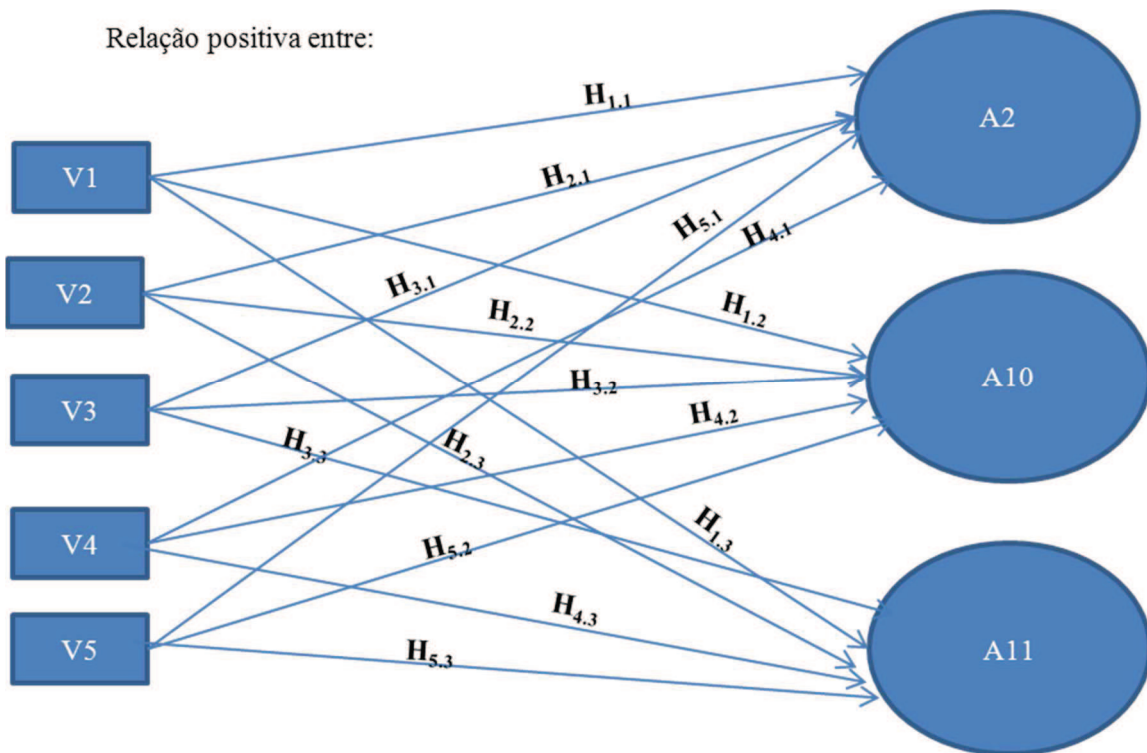 Relação positiva entre:
H1.1
A2
V1
H2.1
H5.1
H4.1
V2
H3.1
H2.2
H1.2
V3
H3.2
A10
H4.2
H3.3
H2.3
V4
H5.2
H1.3
H4.3
V5
H5.3
A11